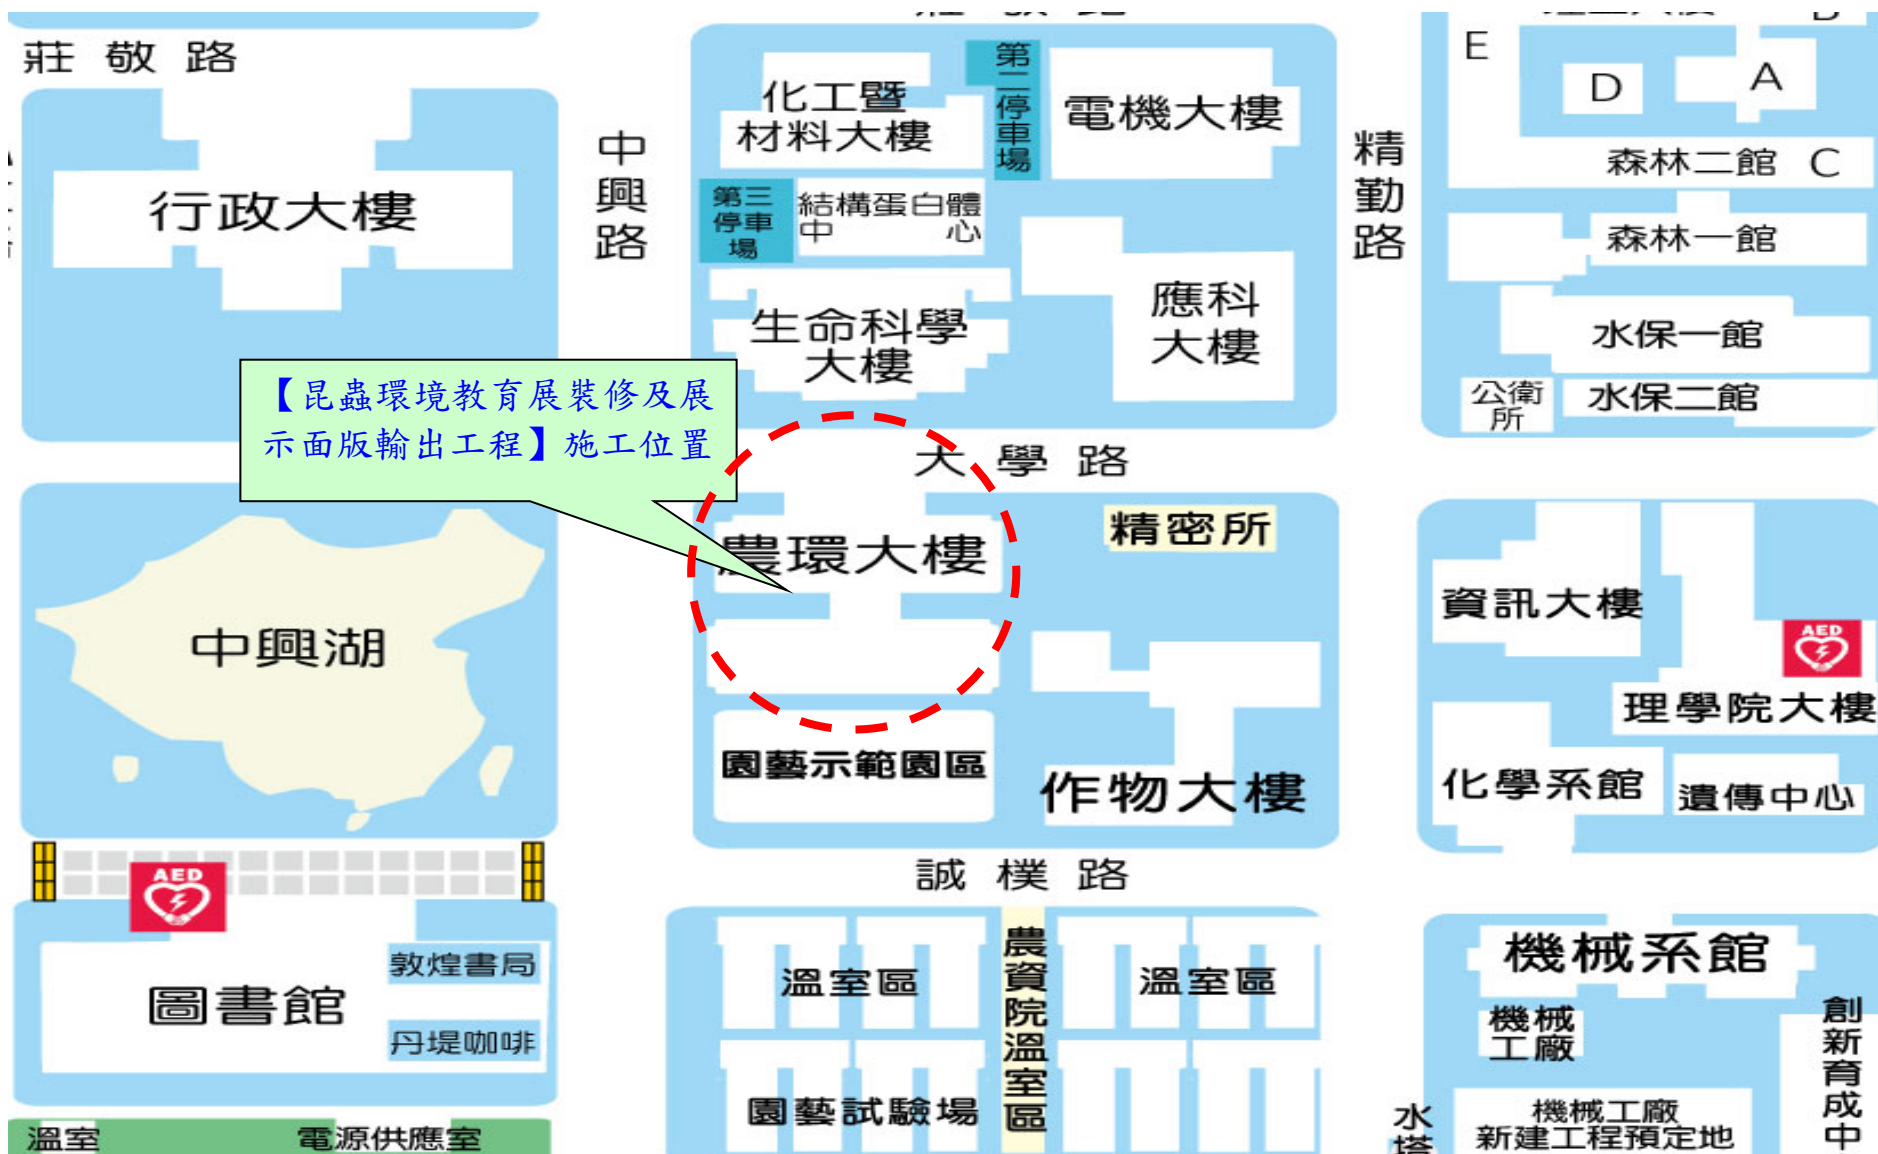 莊敬路
行政大樓
中興路
化工暨
材料大樓
第二停車場
電機大樓
第三
停車
場
結構蛋白體
中心
生命科學
大樓
應科
大樓
精勤路
E
D
A
森林二館 C
森林一館
水保一館
公衛
所
水保二館
【昆蟲環境教育展裝修及展
示面版輸出工程】施工位置
大學路
農環大樓
精密所
中興湖
園藝示範園區
作物大樓
資訊大樓
AED
理學院大樓
化學系館
遺傳中心
誠樸路
AED
敦煌書局
圖書館
丹堤咖啡
溫室
電源供應室
溫室區
農資院溫室區
溫室區
園藝試驗場
機械系館
機械
工廠
創新育成中
機械工廠
新建工程預定地
水塔